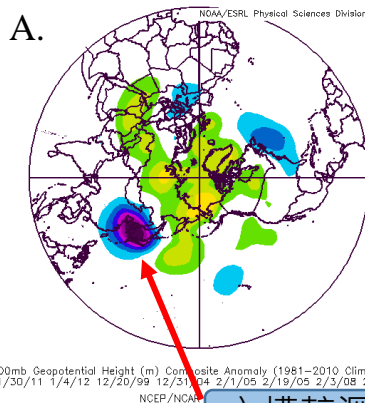 NOAA/ESRL Physical Sciences Division
A.
00mb Geopotential Height (m) Composite Anomaly (1981-2010 Clim
/30/11 1/4/12 12/20/99 12/31/04 2/1/05 2/19/05 2/3/08 2
NCEP/NCAR